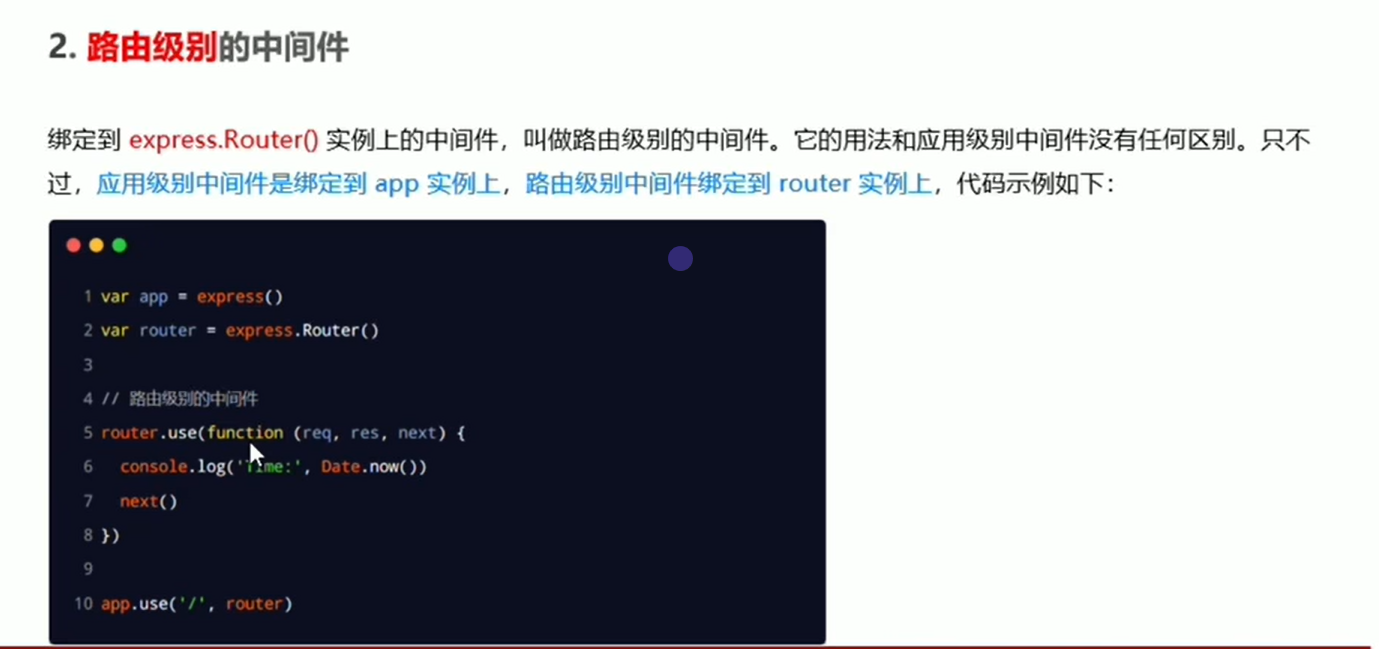 2. 路由级别的中间件
绑定到 express.Router() 实例上的中间件，叫做路由级别的中间件。它的用法和应用级别中间件没有任何区别。只不
过，应用级别中间件是绑定到 app 实例上，路由级别中间件绑定到 router 实例上，代码示例如下：
1 var app = express()
2 var router = express.Router()
3
4 // 路由级别的中间件
5 router.use(function (req, res, next) {
6   console.log('Time:', Date.now())
7   next()
8 })
9
10 app.use('/', router)